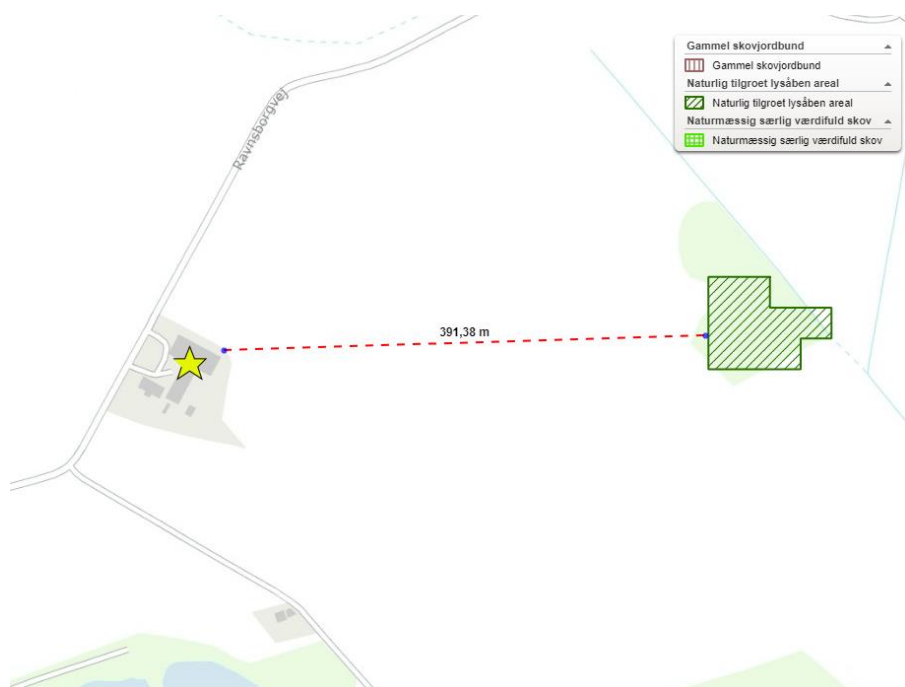 Gammel skovjordbund
Gammel skovjordbund
Naturlig tilgroet lysåben areal
Naturlig tilgroet lysåben areal
Naturmæssig særlig værdifuld skov
Naturmæssig særlig værdifuld skov
Ravnsborgvej
391,38 m